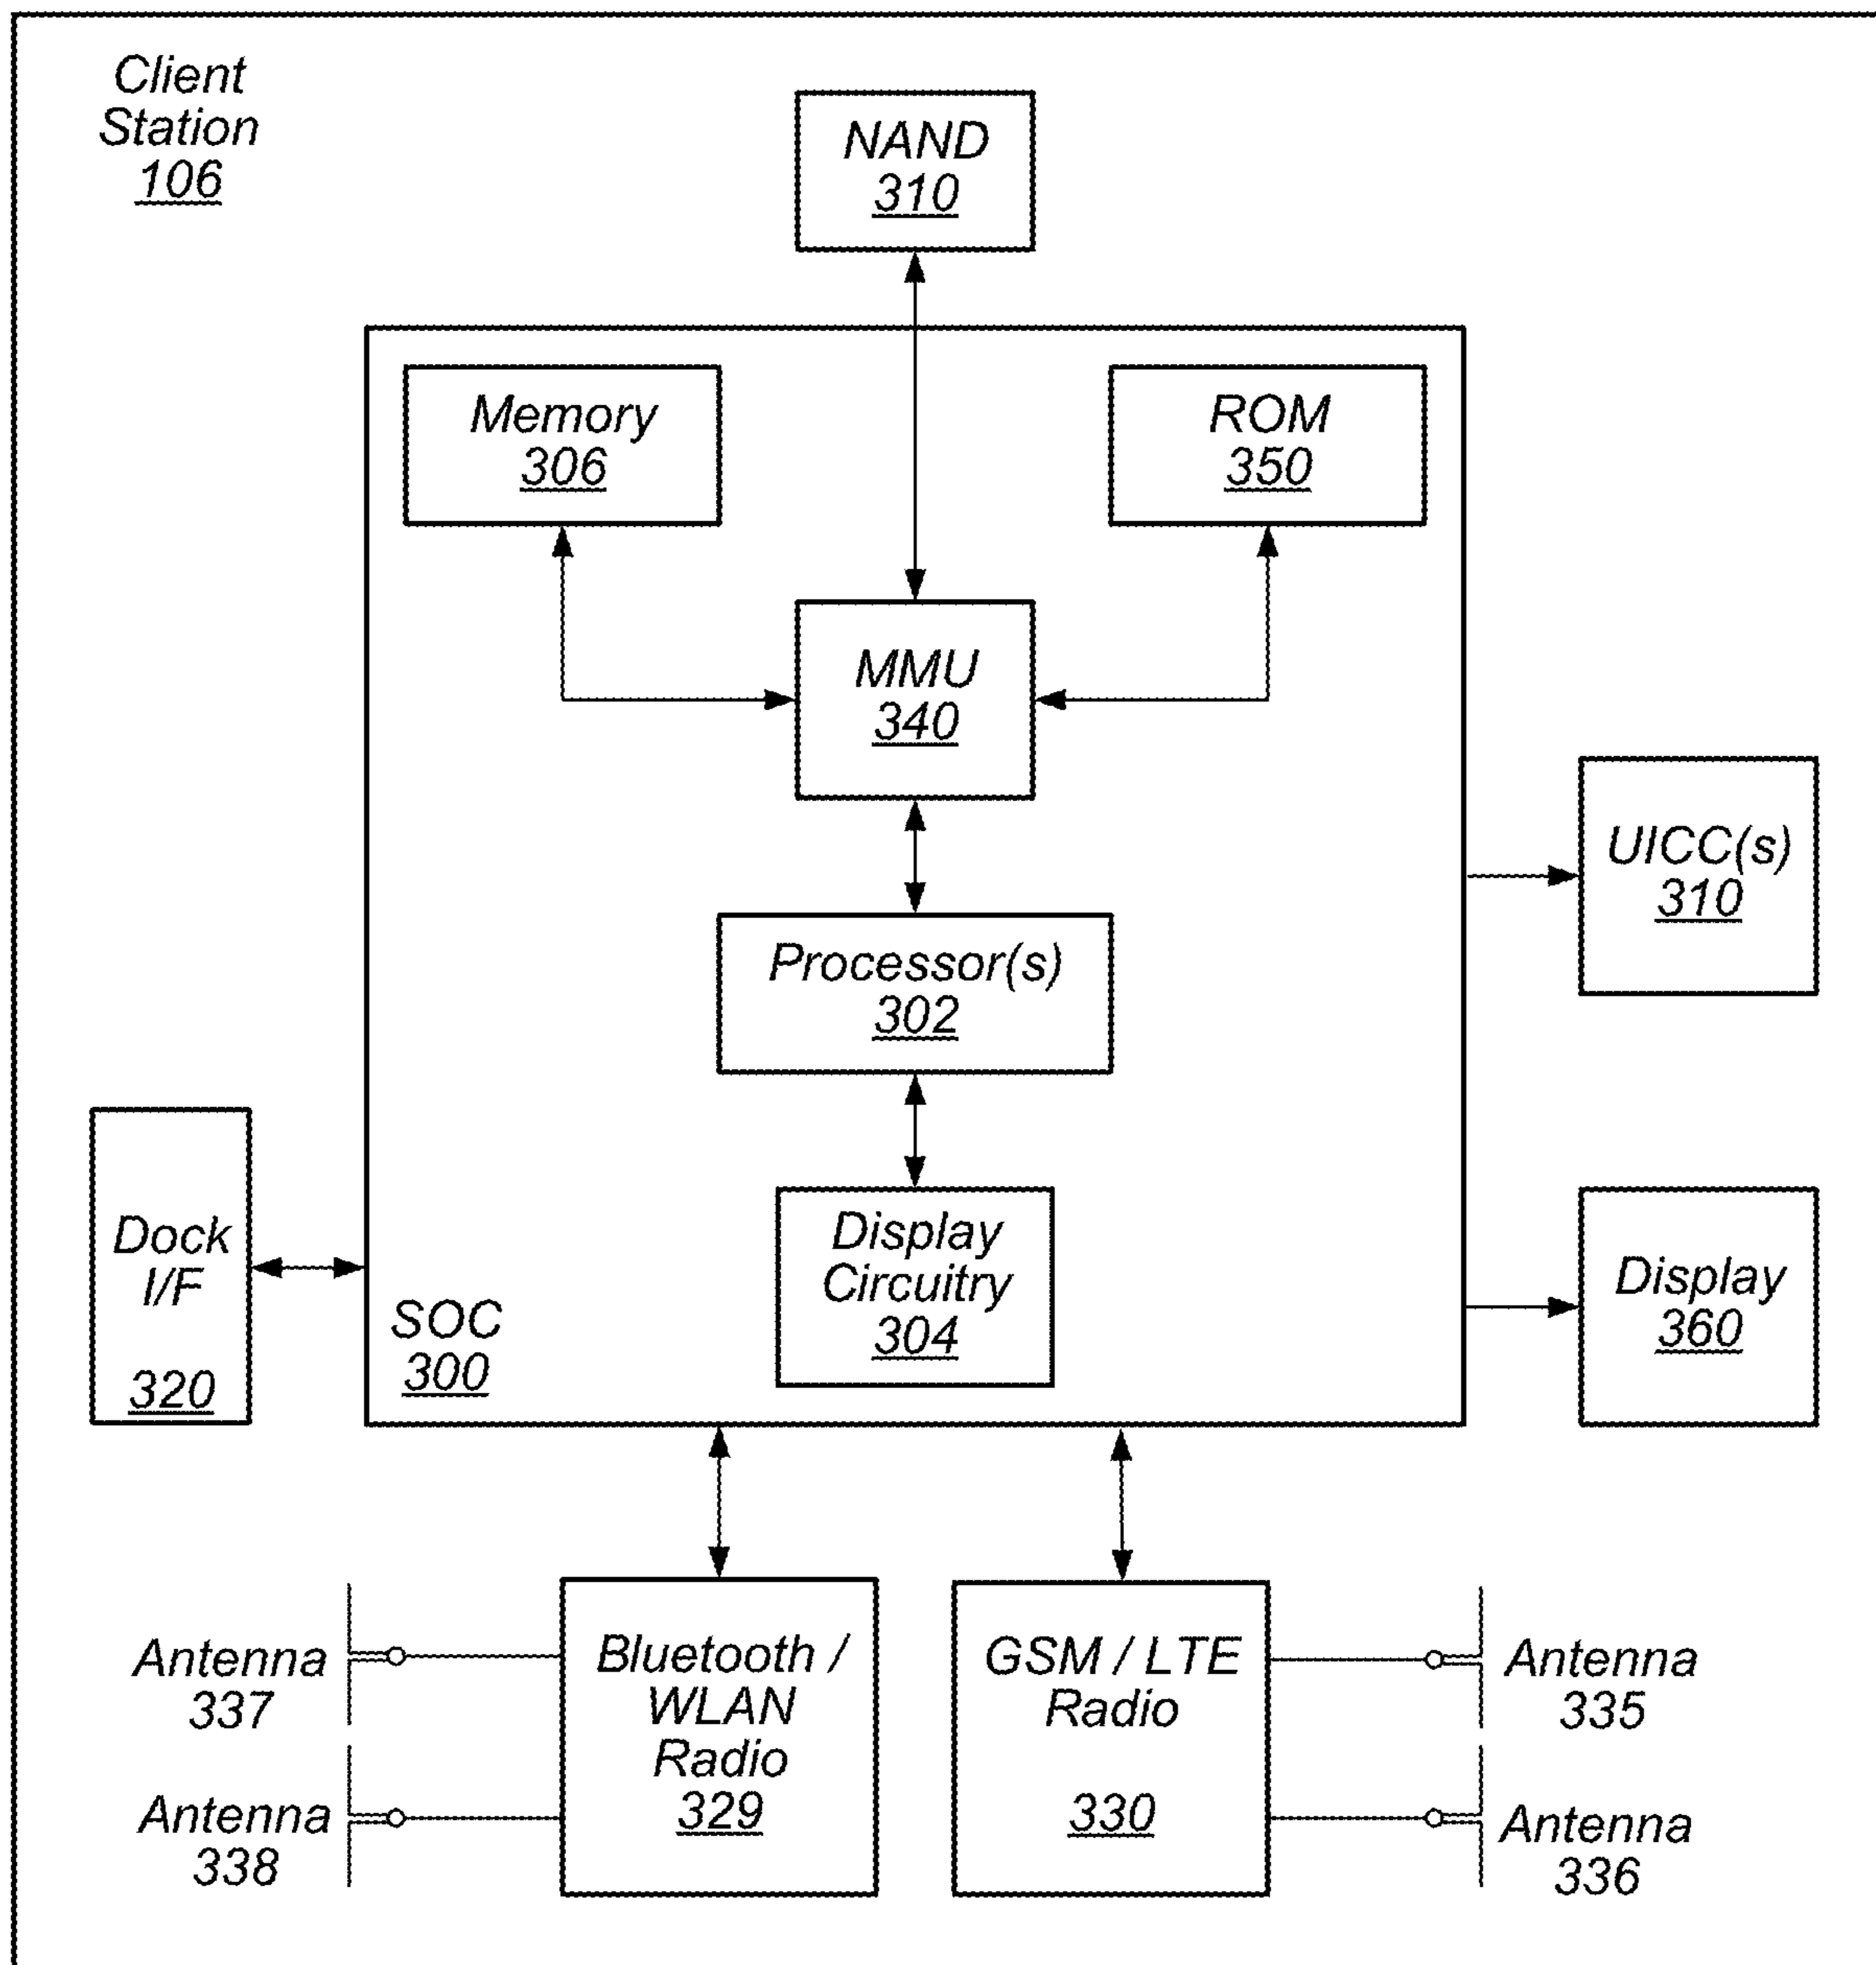 Client
Station
106
NAND
310
Memory
306
ROM
350
MMU
340
UICC(s)
310
Processor(s)
302
Dock
I/F
320
Display
Circuitry
304
SOC
300
Display
360
Antenna
337
Antenna
338
Bluetooth /
WLAN
Radio
329
GSM / LTE
Radio
330
Antenna
335
Antenna
336